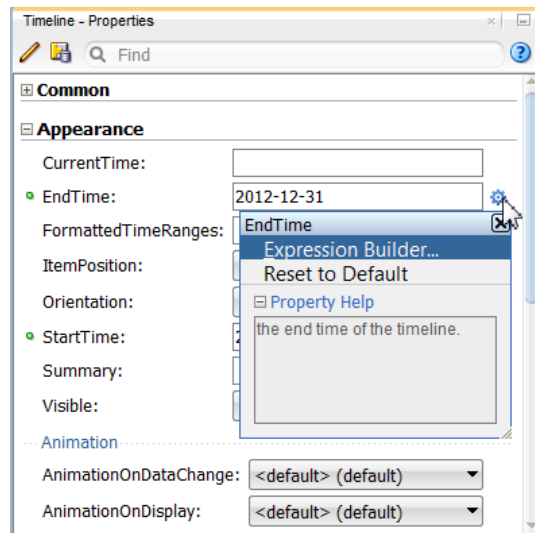 Timeline - Properties
Find
Common
Appearance
CurrentTime:
EndTime: 2012-12-31
FormattedTimeRanges:
EndTime
Expression Builder...
Reset to Default
Property Help
the end time of the timeline.
ItemPosition:
Orientation:
StartTime: 2
Summary:
Visible:
Animation
AnimationOnDataChange: <default> (default)
AnimationOnDisplay: <default> (default)